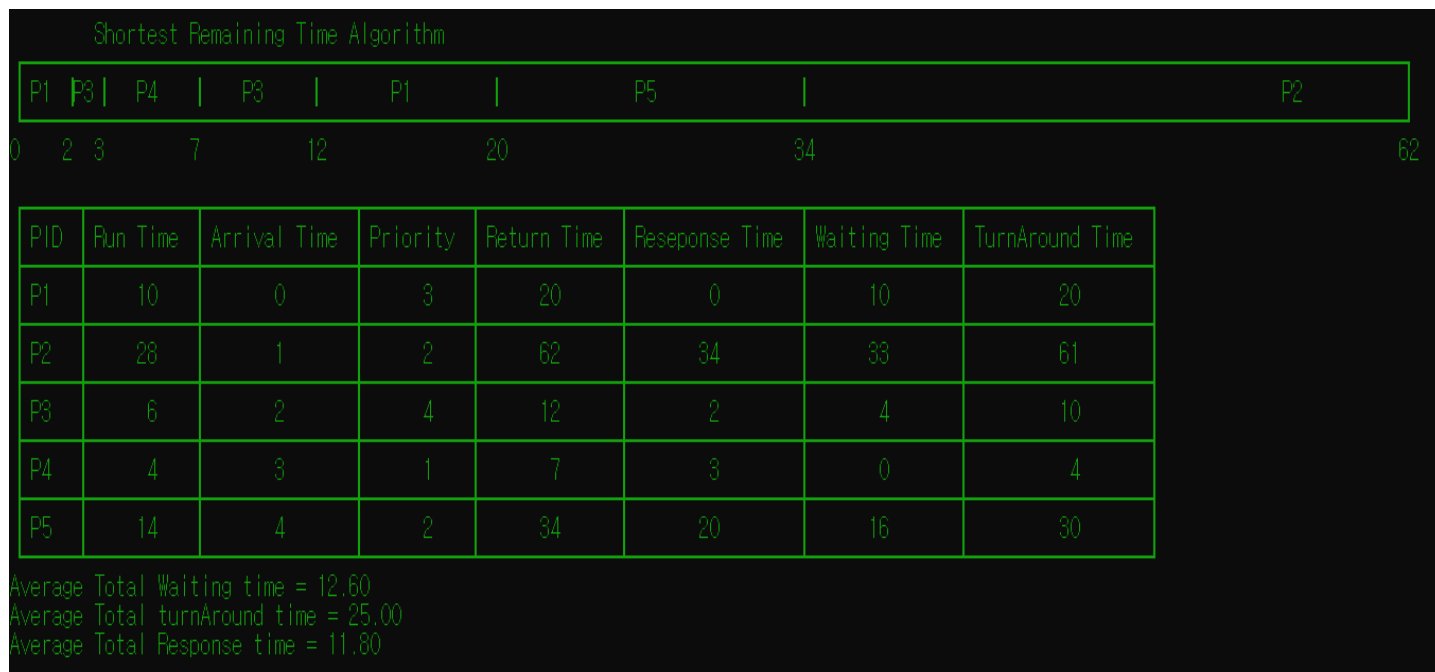 Shortest Remaining Time Algorithm
P1 | P3 | P4 | P3 | P1 | P5 | P2
0 2 3 7 12 20 34 62
PID Run Time Arrival Time Priority Return Time Reseponse Time Waiting Time TurnAround Time
P1 10 0 3 20 0 10 20
P2 28 1 2 62 34 33 61
P3 6 2 4 12 2 4 10
P4 4 3 1 7 3 0 4
P5 14 4 2 34 20 16 30
Average Total Waiting time = 12.60
Average Total turnAround time = 25.00
Average Total Response time = 11.80